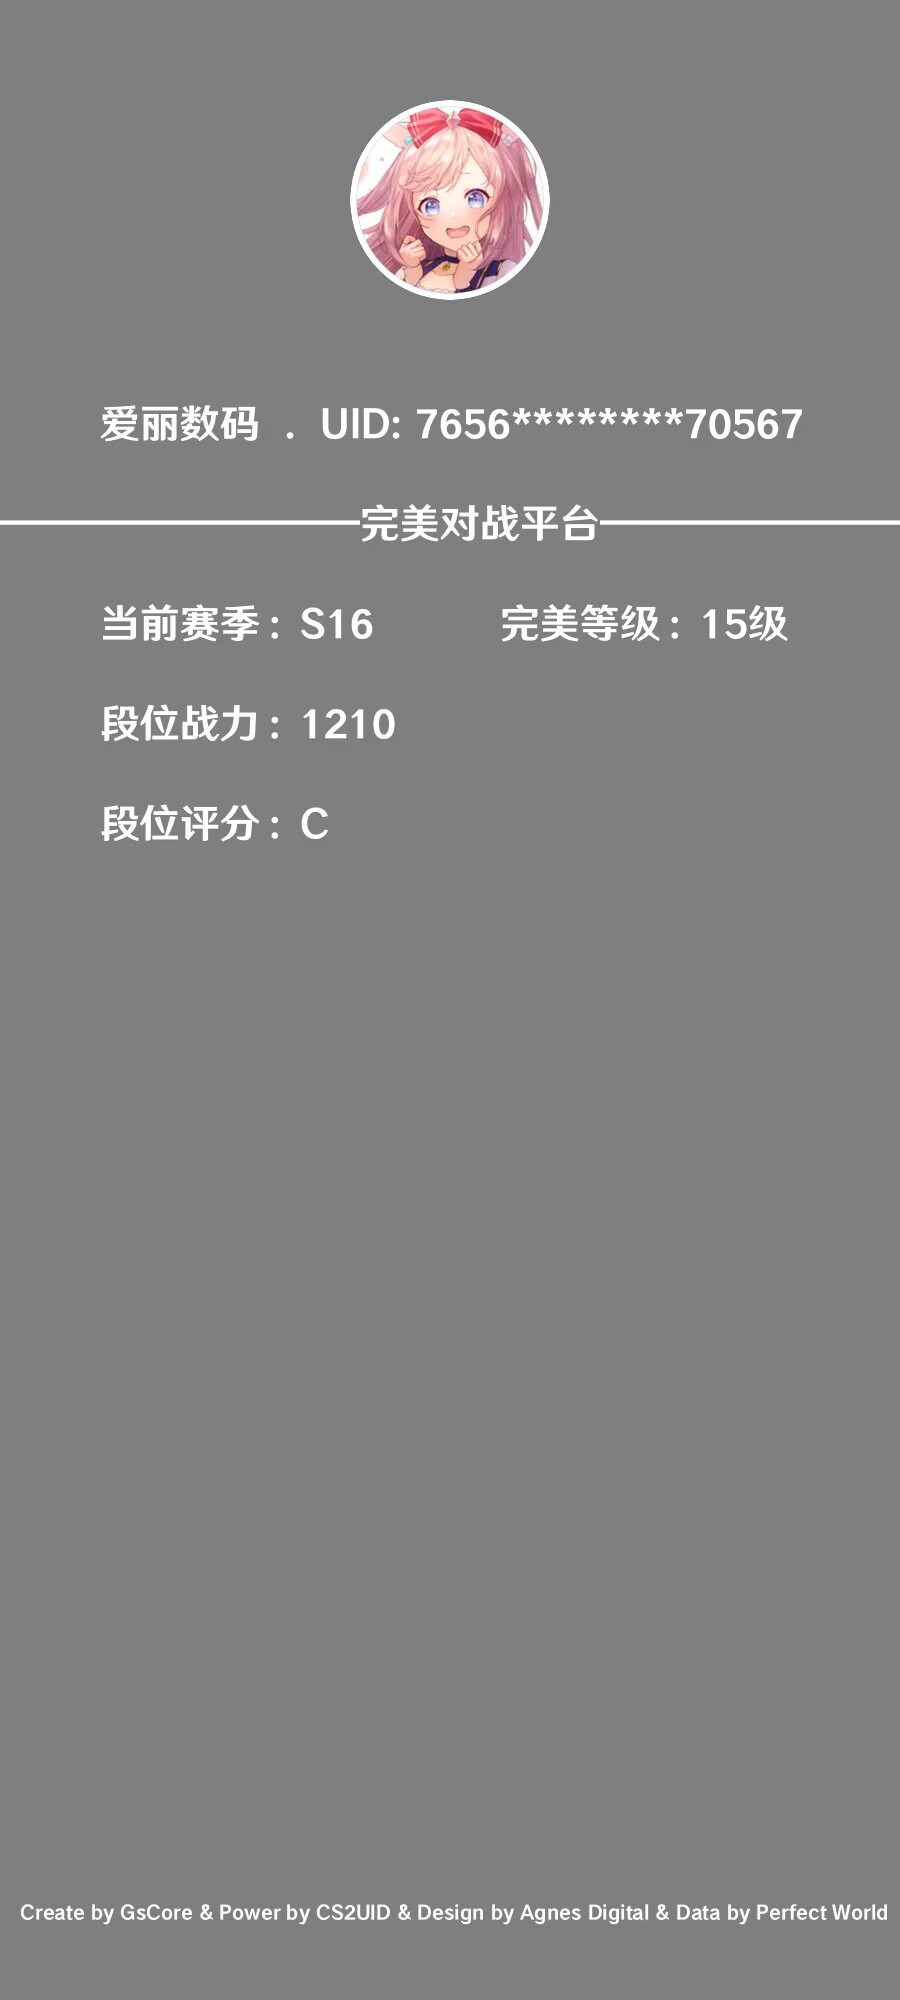 爱丽数码 . UID: 7656********70567
完美对战平台
当前赛季: S16 完美等级: 15级
段位战力: 1210
段位评分: C
Create by GsCore & Power by CS2UID & Design by Agnes Digital & Data by Perfect World